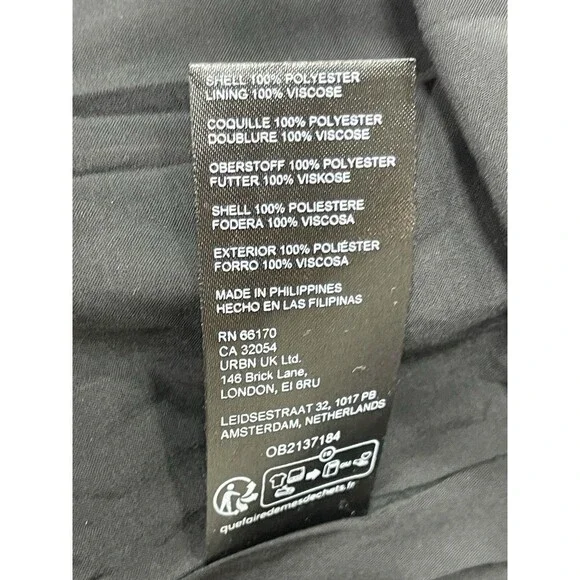 SHELL 100% POLYESTER
LINING 100% VISCOSE
COQUILLE 100% POLYESTER
DOUBLURE 100% VISCOSE
OBERSTOFF 100% POLYESTER
FUTTER 100% VISKOSE
SHELL 100% POLIESTERE
FODERA 100% VISCOSA
EXTERIOR 100% POLIÉSTER
FORRO 100% VISCOSA
MADE IN PHILIPPINES
HECHO EN LAS FILIPINAS
RN 66170
CA 32054
URBN UK Ltd.
146 Brick Lane,
LONDON, EI 6RU
LEIDSESTRAAT 32, 1017 PB
AMSTERDAM, NETHERLANDS
OB2137184
FR
OU
quefairedemesdechets.fr